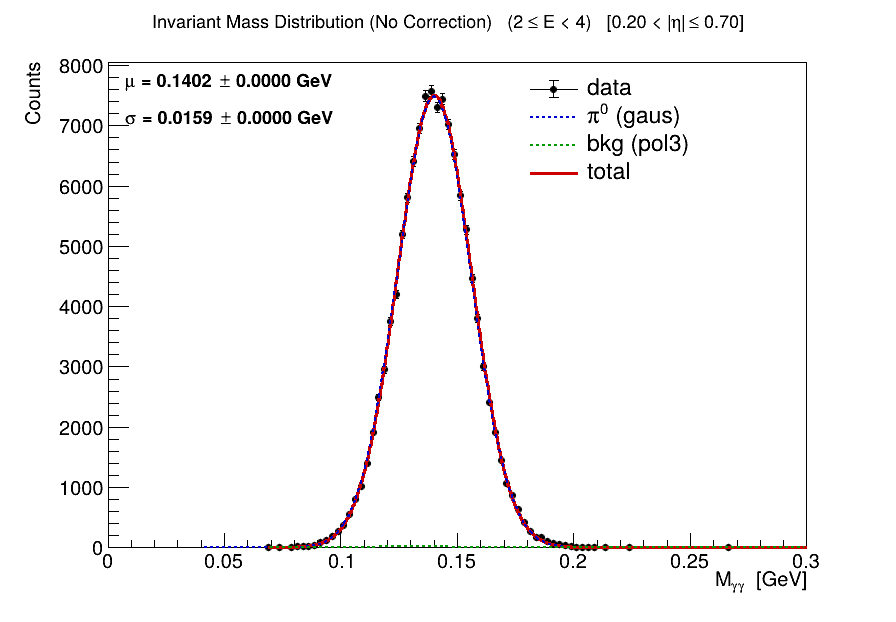 Invariant Mass Distribution (No Correction) (2 ≤ E < 4) [0.20 < |η| ≤ 0.70]
Counts
8000
7000
6000
5000
4000
3000
2000
1000
0
μ = 0.1402 ± 0.0000 GeV
σ = 0.0159 ± 0.0000 GeV
data
π⁰ (gaus)
bkg (pol3)
total
0 0.05 0.1 0.15 0.2 0.25 0.3
Mγγ [GeV]